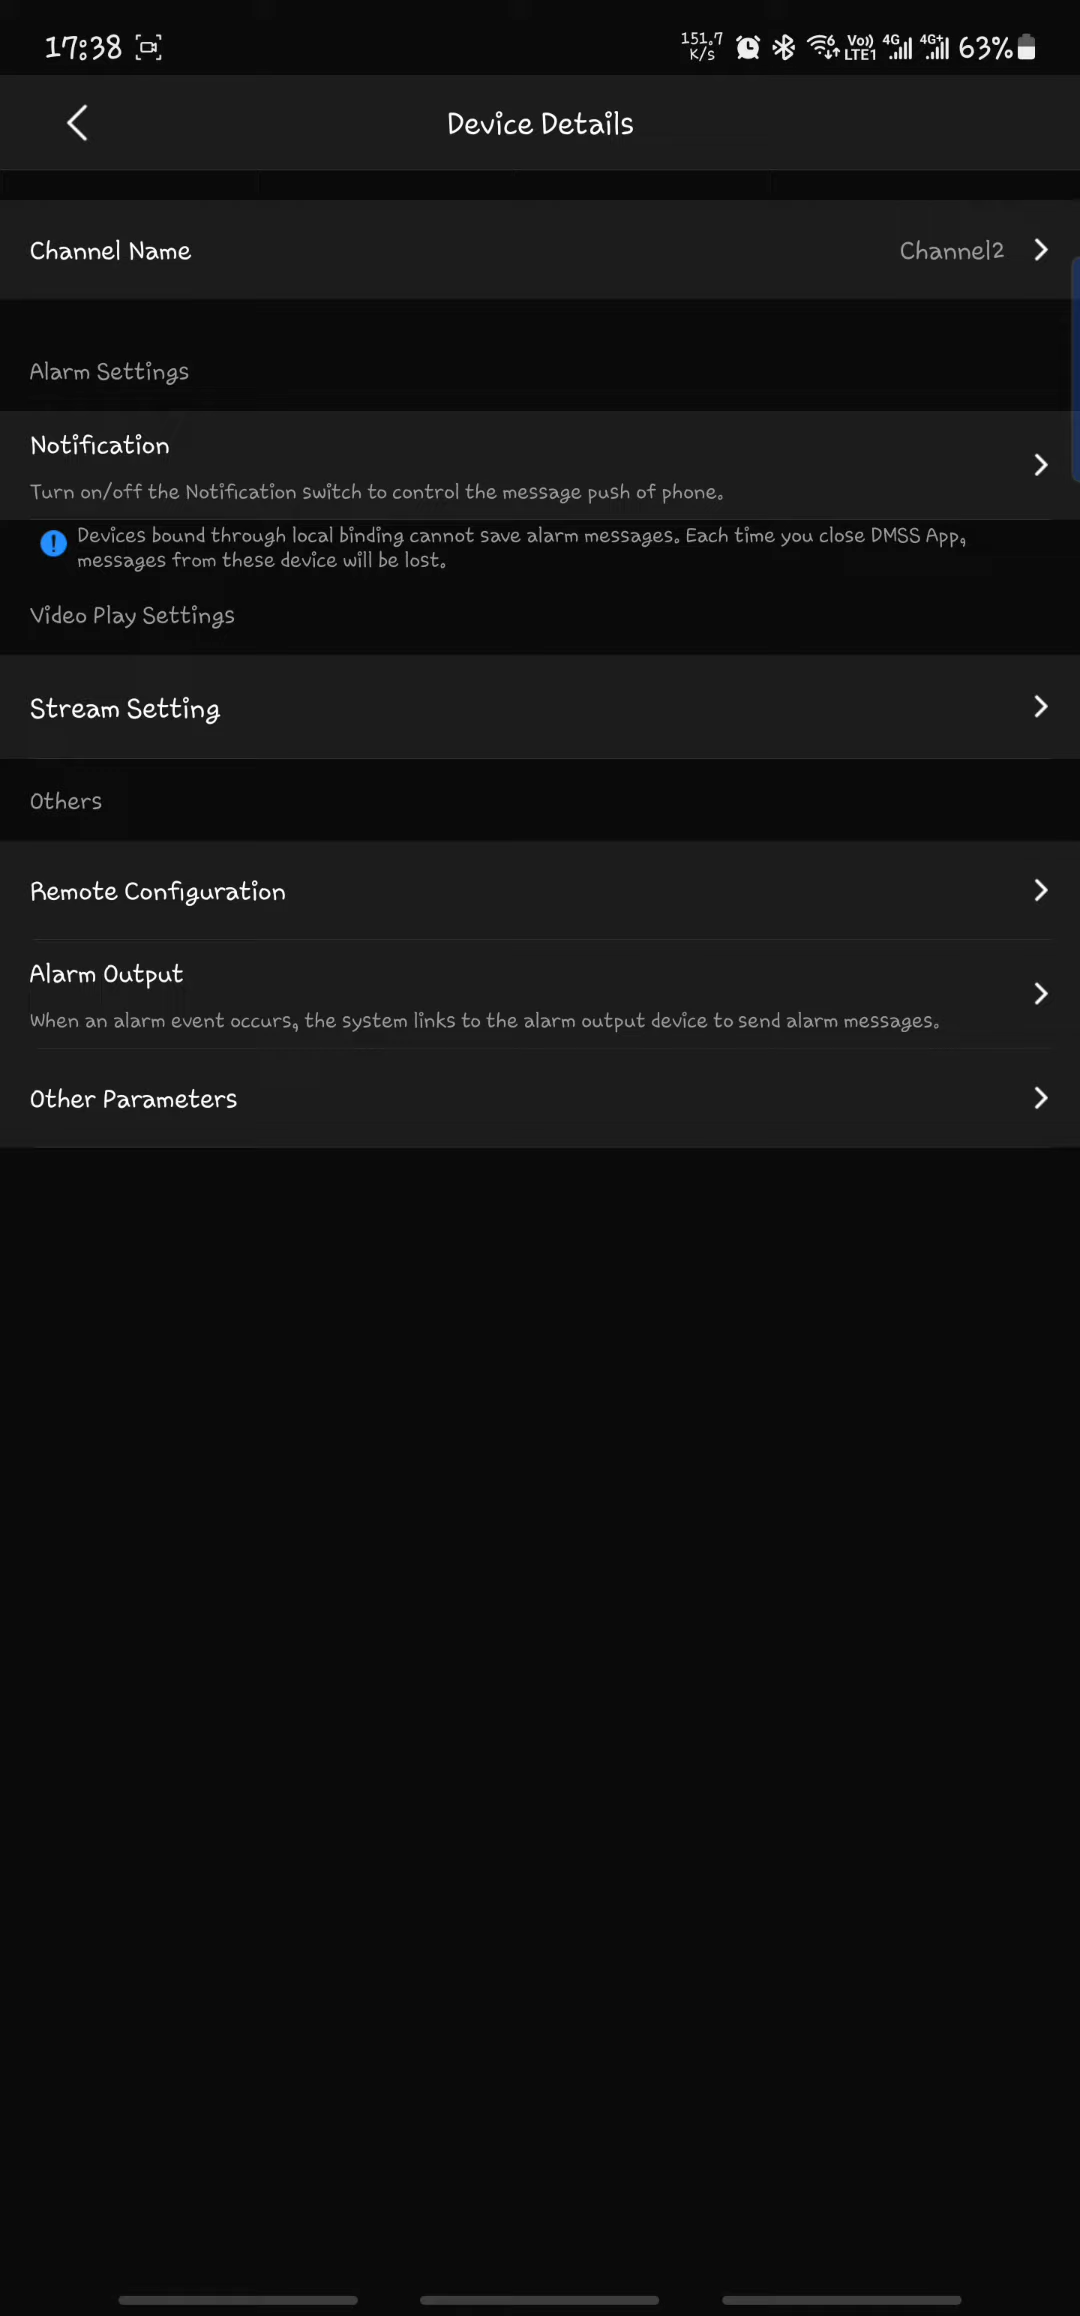 17:38
151.7 K/s
Vo)) LTE1
4G
4G+
63%
Device Details
Channel Name
Channel2
Alarm Settings
Notification
Turn on/off the Notification switch to control the message push of phone.
Devices bound through local binding cannot save alarm messages. Each time you close DMSS App,
messages from these device will be lost.
Video Play Settings
Stream Setting
Others
Remote Configuration
Alarm Output
When an alarm event occurs, the system links to the alarm output device to send alarm messages.
Other Parameters